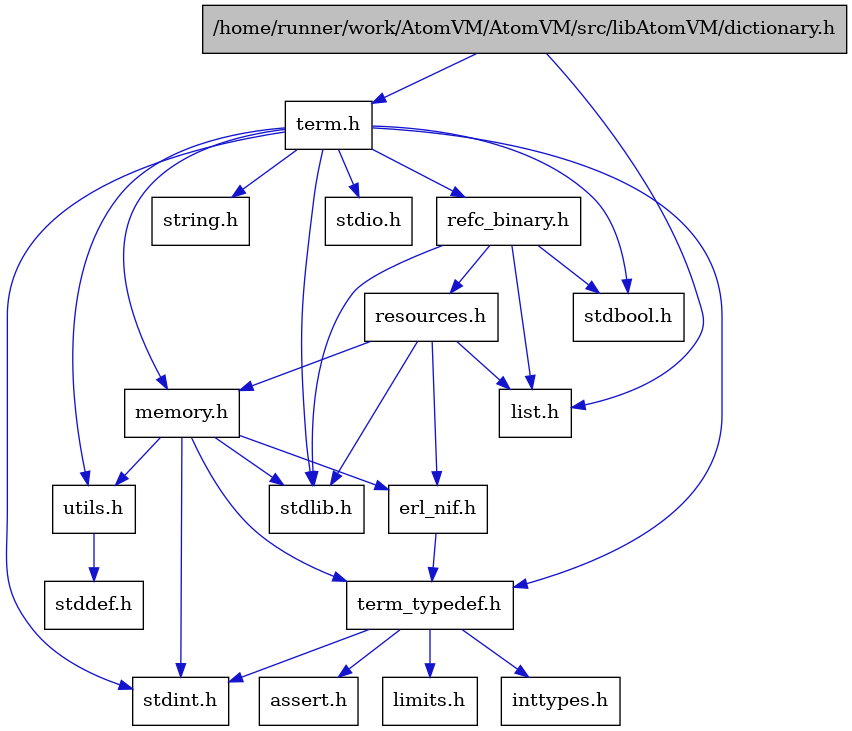 /home/runner/work/AtomVM/AtomVM/src/libAtomVM/dictionary.h
term.h
string.h
stdio.h
refc_binary.h
resources.h
stdbool.h
memory.h
list.h
utils.h
stdlib.h
erl_nif.h
stddef.h
term_typedef.h
stdint.h
assert.h
limits.h
inttypes.h